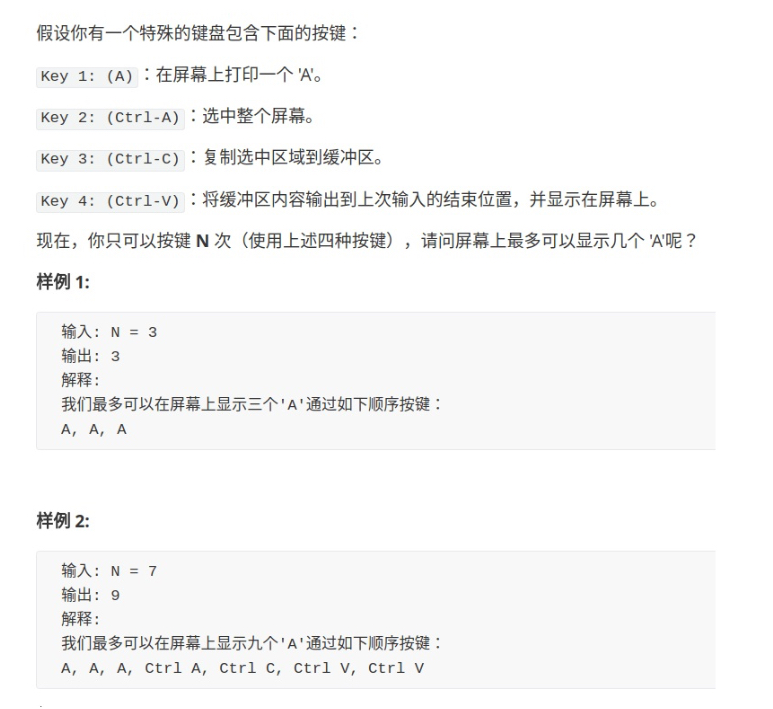 假设你有一个特殊的键盘包含下面的按键：
Key 1: (A)：在屏幕上打印一个 'A'。
Key 2: (Ctrl-A)：选中整个屏幕。
Key 3: (Ctrl-C)：复制选中区域到缓冲区。
Key 4: (Ctrl-V)：将缓冲区内容输出到上次输入的结束位置，并显示在屏幕上。
现在，你只可以按键 N 次（使用上述四种按键），请问屏幕上最多可以显示几个 'A'呢？
样例 1:
输入: N = 3
输出: 3
解释:
我们最多可以在屏幕上显示三个'A'通过如下顺序按键：
A, A, A
样例 2:
输入: N = 7
输出: 9
解释:
我们最多可以在屏幕上显示九个'A'通过如下顺序按键：
A, A, A, Ctrl A, Ctrl C, Ctrl V, Ctrl V